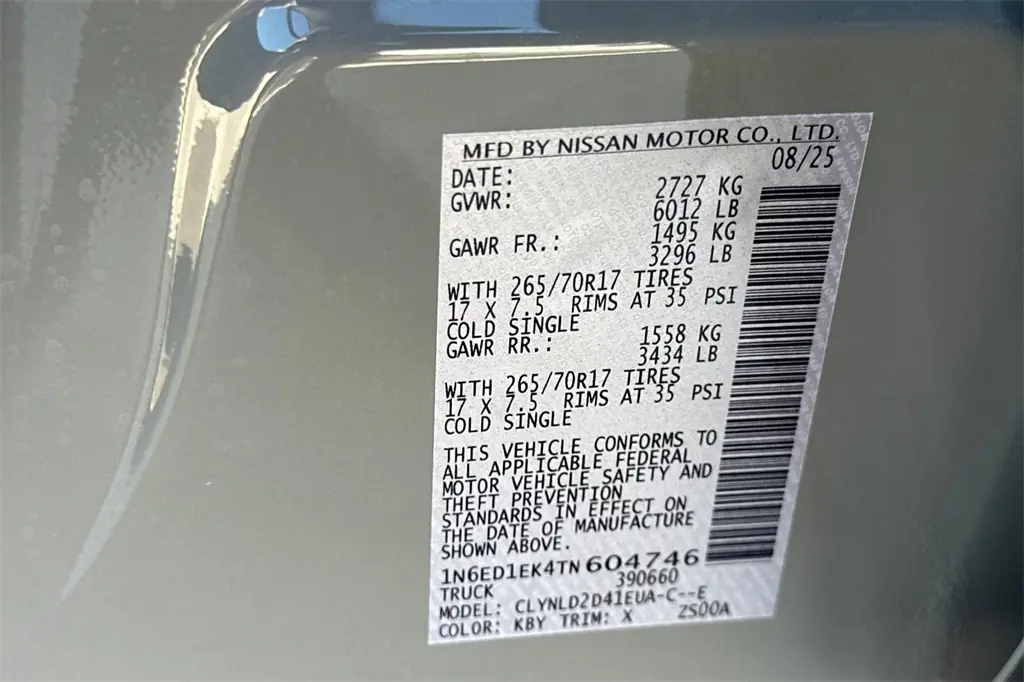 MFD BY NISSAN MOTOR CO., LTD.
DATE: 08/25
GVWR: 2727 KG
6012 LB
GAWR FR.: 1495 KG
3296 LB
WITH 265/70R17 TIRES
17 X 7.5 RIMS AT 35 PSI
COLD SINGLE
GAWR RR.: 1558 KG
3434 LB
WITH 265/70R17 TIRES
17 X 7.5 RIMS AT 35 PSI
COLD SINGLE
THIS VEHICLE CONFORMS TO
ALL APPLICABLE FEDERAL
MOTOR VEHICLE SAFETY AND
THEFT PREVENTION
STANDARDS IN EFFECT ON
THE DATE OF MANUFACTURE
SHOWN ABOVE.
1N6ED1EK4TN604746
TRUCK 390660
MODEL: CLYNLD2D41EUA-C--E
COLOR: KBY TRIM: X ZS00A